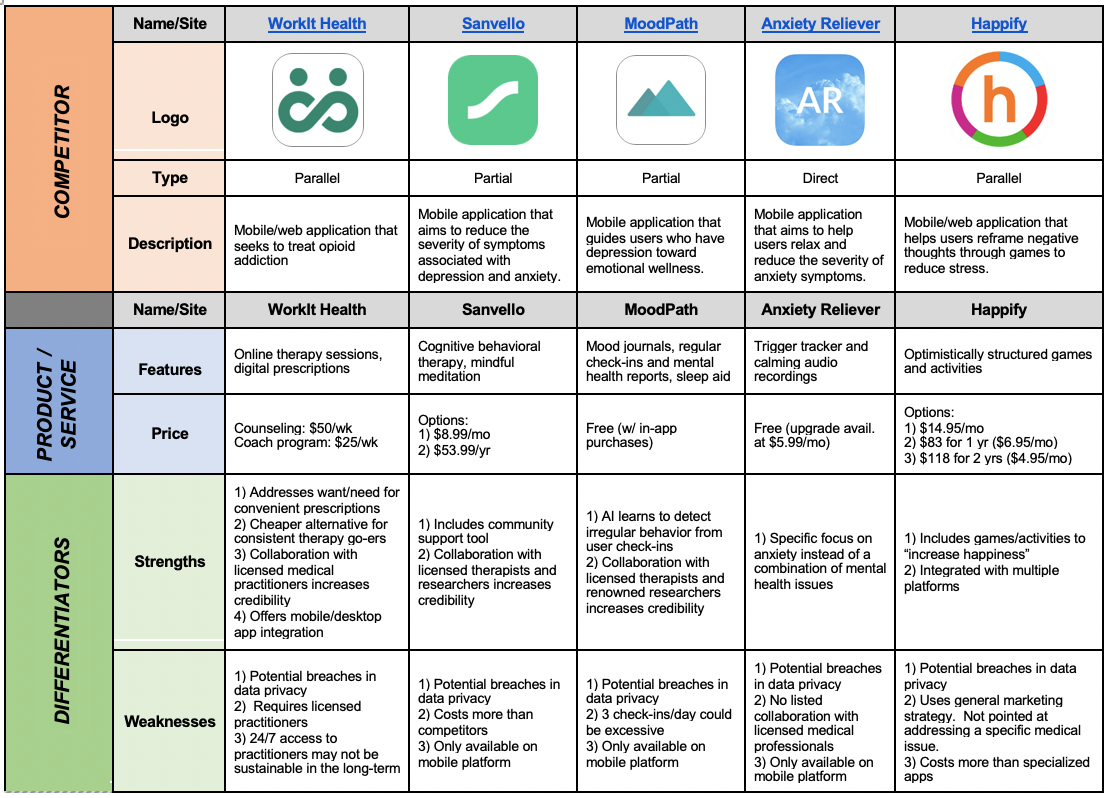 COMPETITOR
Name/Site
WorkIt Health
Sanvello
MoodPath
Anxiety Reliever
Happify
Logo
AR
h
Type
Parallel
Partial
Partial
Direct
Parallel
Description
Mobile/web application that
seeks to treat opioid
addiction
Mobile application that
aims to reduce the
severity of symptoms
associated with
depression and anxiety.
Mobile application that
guides users who have
depression toward
emotional wellness.
Mobile application
that aims to help
users relax and
reduce the severity of
anxiety symptoms.
Mobile/web application that
helps users reframe negative
thoughts through games to
reduce stress.
Name/Site
WorkIt Health
Sanvello
MoodPath
Anxiety Reliever
Happify
PRODUCT /
SERVICE
Features
Online therapy sessions,
digital prescriptions
Cognitive behavioral
therapy, mindful
meditation
Mood journals, regular
check-ins and mental
health reports, sleep aid
Trigger tracker and
calming audio
recordings
Optimistically structured games
and activities
Price
Counseling: $50/wk
Coach program: $25/wk
Options:
1) $8.99/mo
2) $53.99/yr
Free (w/ in-app
purchases)
Free (upgrade avail.
at $5.99/mo)
Options:
1) $14.95/mo
2) $83 for 1 yr ($6.95/mo)
3) $118 for 2 yrs ($4.95/mo)
DIFFERENTIATORS
Strengths
1) Addresses want/need for
convenient prescriptions
2) Cheaper alternative for
consistent therapy go-ers
3) Collaboration with
licensed medical
practitioners increases
credibility
4) Offers mobile/desktop
app integration
1) Includes community
support tool
2) Collaboration with
licensed therapists and
researchers increases
credibility
1) AI learns to detect
irregular behavior from
user check-ins
2) Collaboration with
licensed therapists and
renowned researchers
increases credibility
1) Specific focus on
anxiety instead of a
combination of mental
health issues
1) Includes games/activities to
“increase happiness”
2) Integrated with multiple
platforms
Weaknesses
1) Potential breaches in
data privacy
2) Requires licensed
practitioners
3) 24/7 access to
practitioners may not be
sustainable in the long-term
1) Potential breaches in
data privacy
2) Costs more than
competitors
3) Only available on
mobile platform
1) Potential breaches in
data privacy
2) 3 check-ins/day could
be excessive
3) Only available on
mobile platform
1) Potential breaches
in data privacy
2) No listed
collaboration with
licensed medical
professionals
3) Only available on
mobile platform
1) Potential breaches in data
privacy
2) Uses general marketing
strategy. Not pointed at
addressing a specific medical
issue.
3) Costs more than specialized
apps